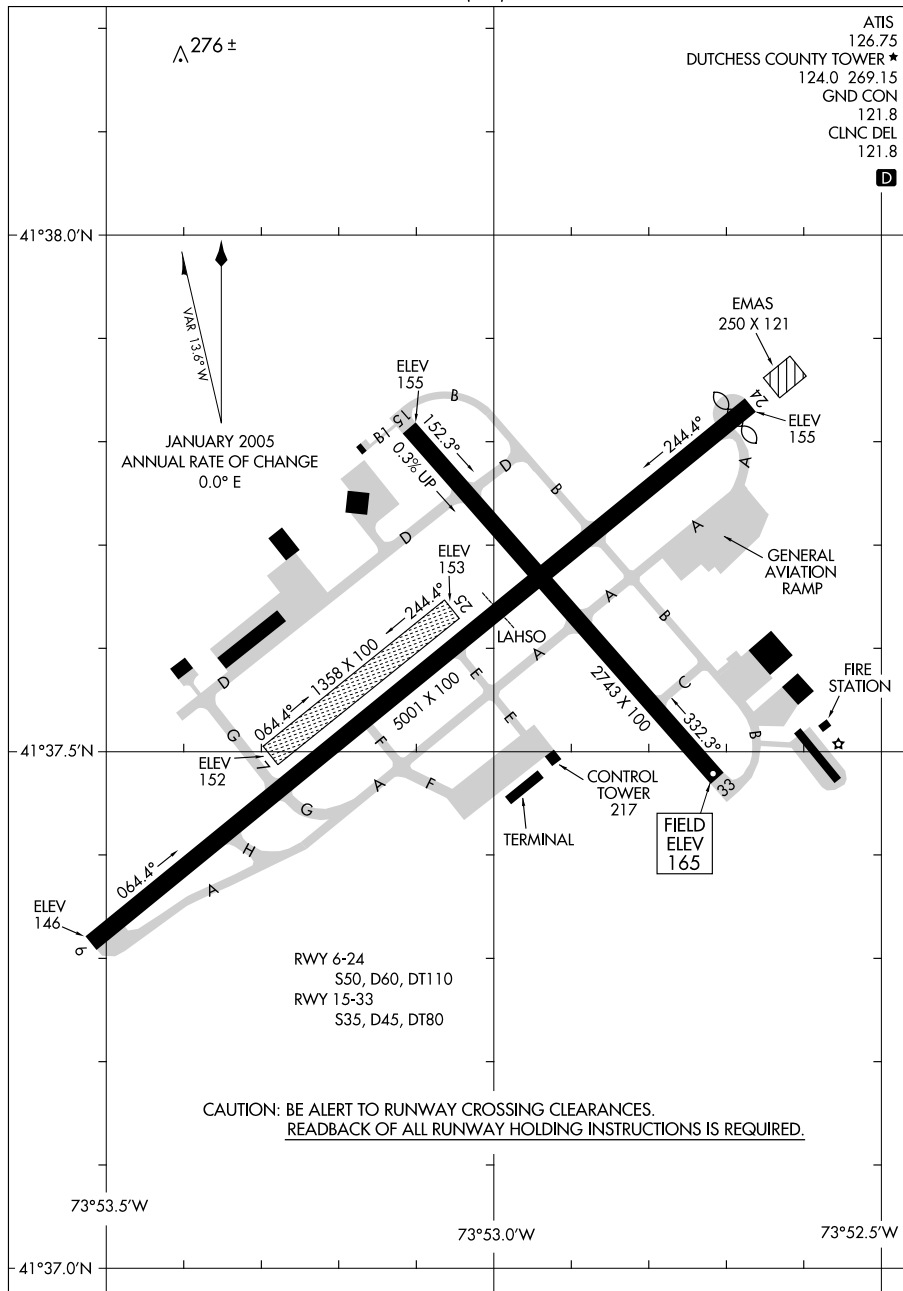 276 ±
ATIS
126.75
DUTCHESS COUNTY TOWER ★
124.0 269.15
GND CON
121.8
CLNC DEL
121.8
D
41°38.0'N
VAR 13.6° W
JANUARY 2005
ANNUAL RATE OF CHANGE
0.0° E
EMAS
250 X 121
ELEV
155
B
15
B1
152.3°
0.3% UP
D
B
24
ELEV
155
244.4°
A
A
D
GENERAL
AVIATION
RAMP
ELEV
153
25
244.4°
1358 X 100
064.4°
7
ELEV
152
LAHSO
A
A
B
E
E
5001 X 100
2743 X 100
C
332.3°
B
33
FIRE
STATION
D
G
F
F
A
G
H
A
41°37.5'N
CONTROL
TOWER
217
TERMINAL
FIELD
ELEV
165
064.4°
ELEV
146
6
RWY 6-24
S50, D60, DT110
RWY 15-33
S35, D45, DT80
CAUTION: BE ALERT TO RUNWAY CROSSING CLEARANCES.
READBACK OF ALL RUNWAY HOLDING INSTRUCTIONS IS REQUIRED.
73°53.5'W
73°53.0'W
73°52.5'W
41°37.0'N